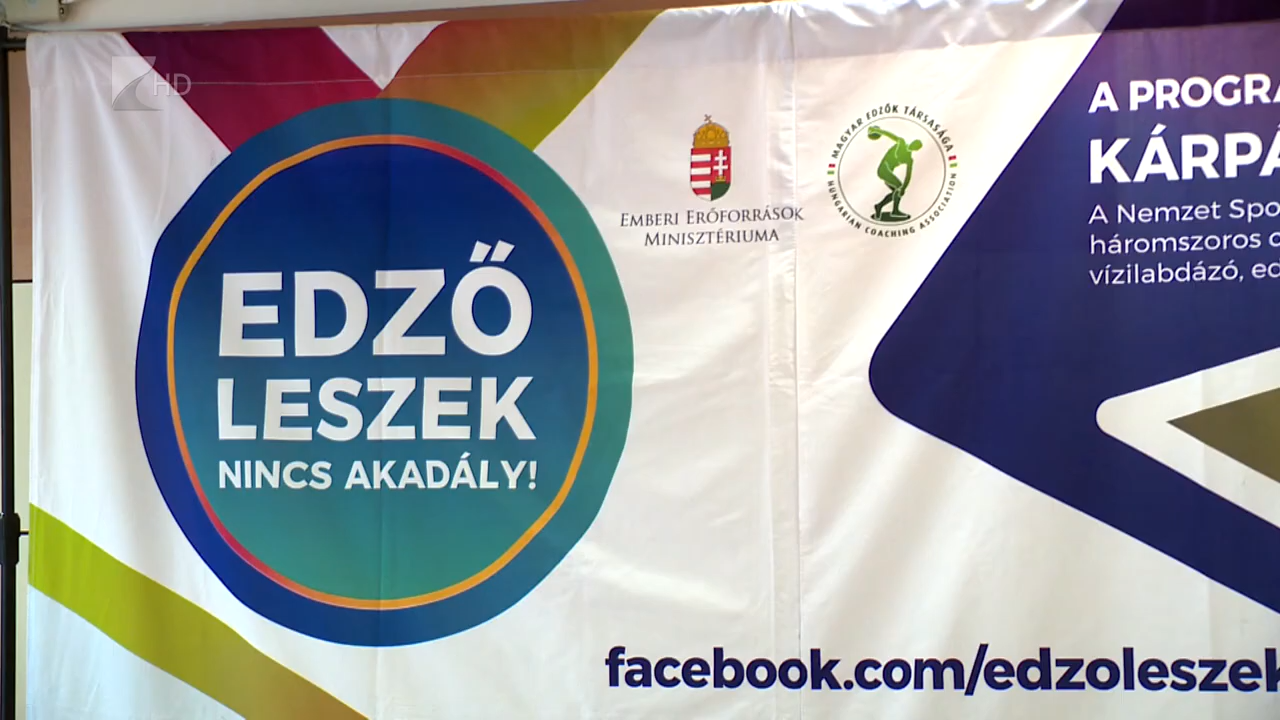 HD
EDZŐ
LESZEK
NINCS AKADÁLY!
EMBERI ERŐFORRÁSOK
MINISZTÉRIUMA
MAGYAR EDZŐK TÁRSASÁGA
HUNGARIAN COACHING ASSOCIATION
A PROGRA
KÁRPÁ
A Nemzet Spo
háromszoros o
vízilabdázó, ed
facebook.com/edzoleszek